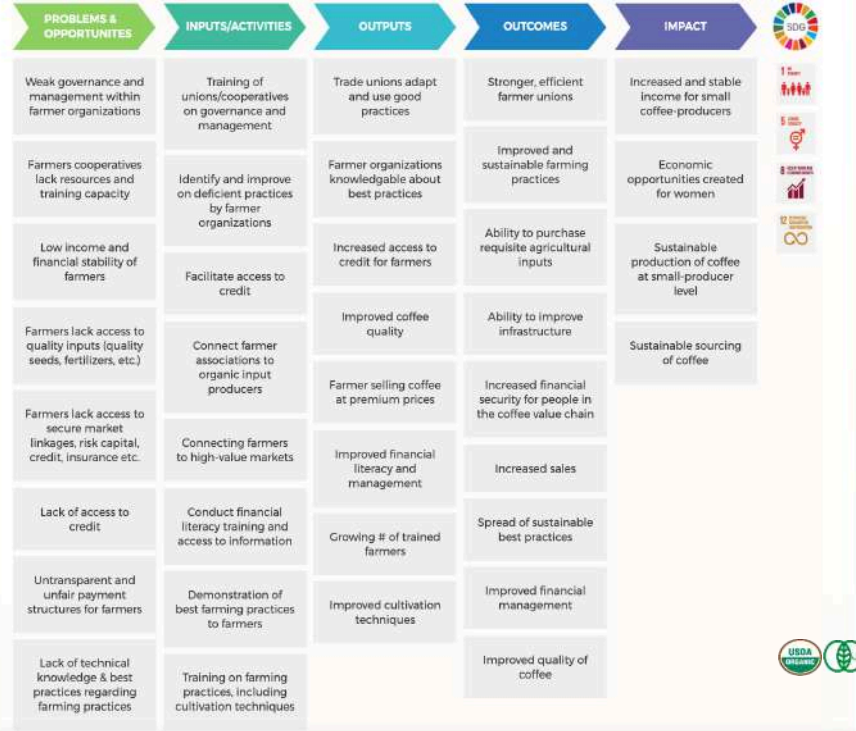 PROBLEMS &
OPPORTUNITES
INPUTS/ACTIVITIES
OUTPUTS
OUTCOMES
IMPACT
SDG
Weak governance and
management within
farmer organizations
Farmers cooperatives
lack resources and
training capacity
Low income and
financial stability of
farmers
Farmers lack access to
quality inputs (quality
seeds, fertilizers, etc.)
Farmers lack access to
secure market
linkages, risk capital,
credit, insurance etc.
Lack of access to
credit
Untransparent and
unfair payment
structures for farmers
Lack of technical
knowledge & best
practices regarding
farming practices
Training of
unions/cooperatives
on governance and
management
Identify and improve
on deficient practices
by farmer
organizations
Facilitate access to
credit
Connect farmer
associations to
organic input
producers
Connecting farmers
to high-value markets
Conduct financial
literacy training and
access to information
Demonstration of
best farming practices
to farmers
Training on farming
practices, including
cultivation techniques
Trade unions adapt
and use good
practices
Farmer organizations
knowledgable about
best practices
Increased access to
credit for farmers
Improved coffee
quality
Farmer selling coffee
at premium prices
Improved financial
literacy and
management
Growing # of trained
farmers
Improved cultivation
techniques
Stronger, efficient
farmer unions
Improved and
sustainable farming
practices
Ability to purchase
requisite agricultural
inputs
Ability to improve
infrastructure
Increased financial
security for people in
the coffee value chain
Increased sales
Spread of sustainable
best practices
Improved financial
management
Improved quality of
coffee
Increased and stable
income for small
coffee-producers
Economic
opportunities created
for women
Sustainable
production of coffee
at small-producer
level
Sustainable sourcing
of coffee
1
5
8
12
USDA
ORGANIC